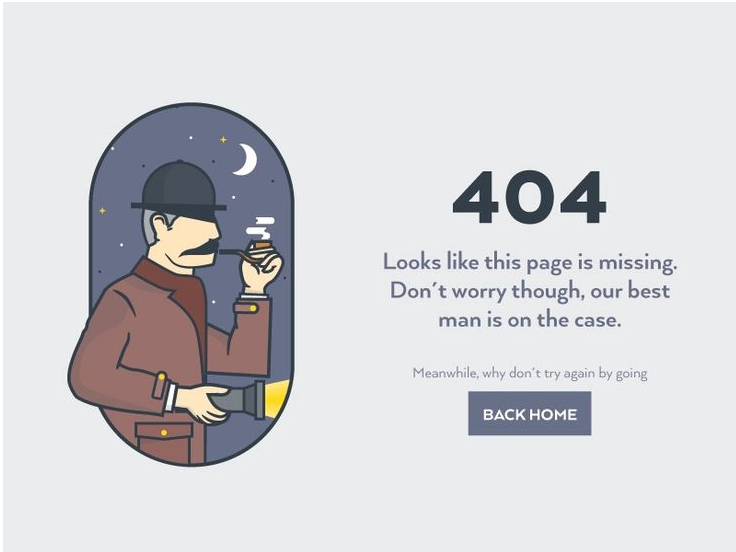 404
Looks like this page is missing.
Don't worry though, our best
man is on the case.
Meanwhile, why don't try again by going
BACK HOME